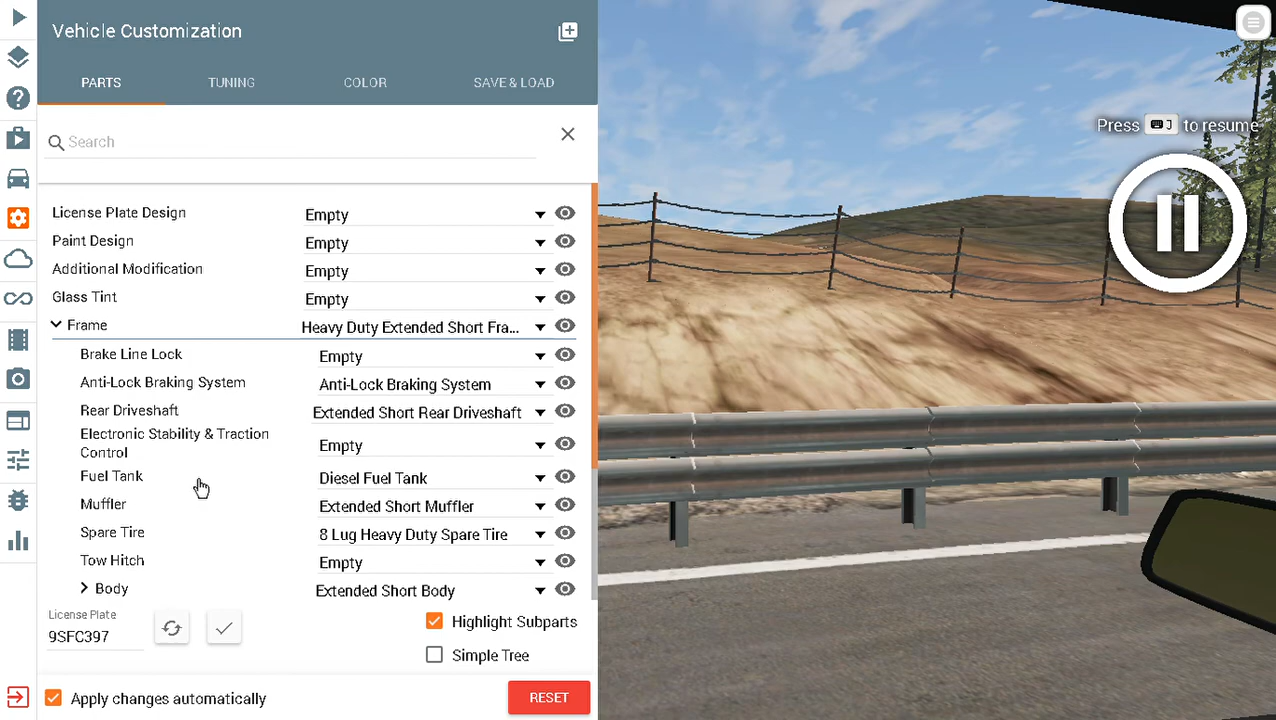 Vehicle Customization
PARTS
TUNING
COLOR
SAVE & LOAD
Search
License Plate Design
Empty
Paint Design
Empty
Additional Modification
Empty
Glass Tint
Empty
Frame
Heavy Duty Extended Short Fra...
Brake Line Lock
Empty
Anti-Lock Braking System
Anti-Lock Braking System
Rear Driveshaft
Extended Short Rear Driveshaft
Electronic Stability & Traction
Control
Empty
Fuel Tank
Diesel Fuel Tank
Muffler
Extended Short Muffler
Spare Tire
8 Lug Heavy Duty Spare Tire
Tow Hitch
Empty
Body
Extended Short Body
License Plate
9SFC397
Highlight Subparts
Simple Tree
Apply changes automatically
RESET
Press J to resume